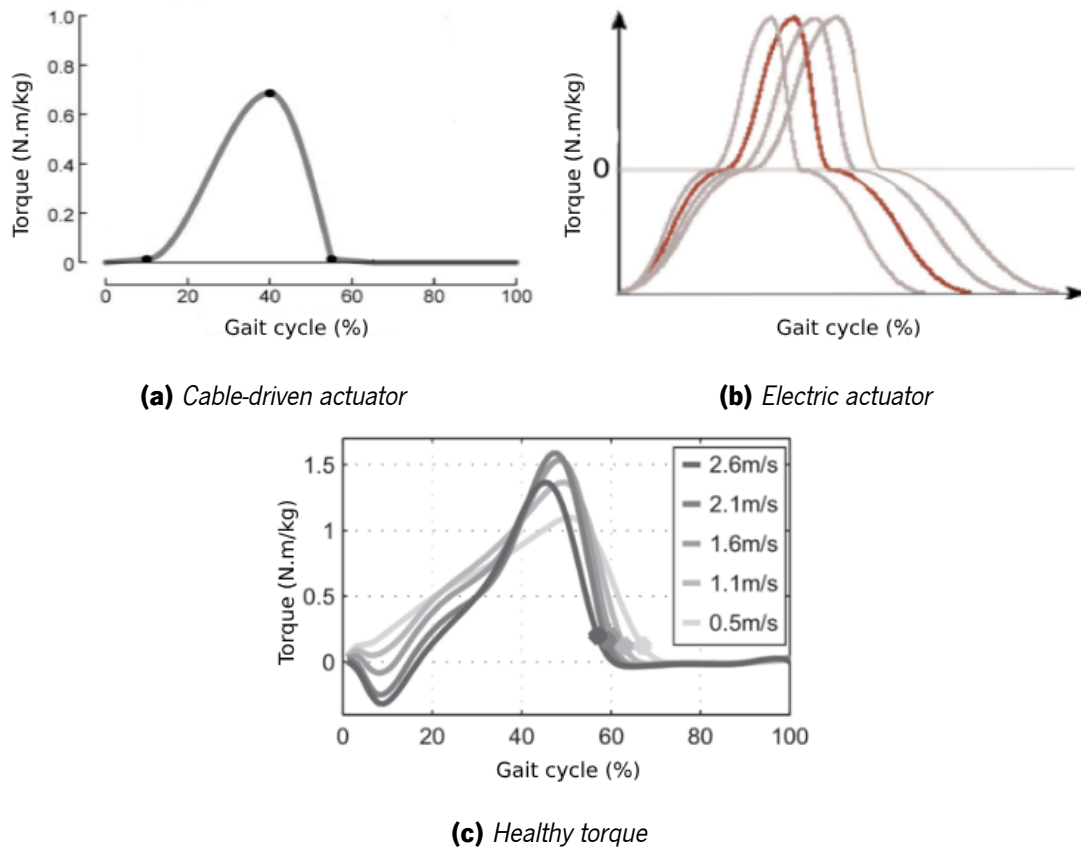 1.0
0.8
0.6
0.4
0.2
0
Torque (N.m/kg)
0 20 40 60 80 100
Gait cycle (%)
(a) Cable-driven actuator
Torque (N.m/kg)
0
Gait cycle (%)
(b) Electric actuator
1.5
1
0.5
0
Torque (N.m/kg)
2.6m/s
2.1m/s
1.6m/s
1.1m/s
0.5m/s
0 20 40 60 80 100
Gait cycle (%)
(c) Healthy torque